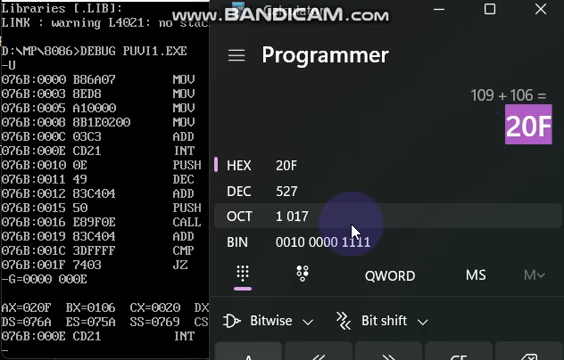 Libraries [.LIB]:
LINK : warning L4021: no stac
D:\MP\8086>DEBUG PUVI1.EXE
-U
076B:0000 B86A07 MOV
076B:0003 8ED8 MOV
076B:0005 A10000 MOV
076B:0008 8B1E0200 MOV
076B:000C 03C3 ADD
076B:000E CD21 INT
076B:0010 0E PUSH
076B:0011 49 DEC
076B:0012 83C404 ADD
076B:0015 50 PUSH
076B:0016 E89F0E CALL
076B:0019 83C404 ADD
076B:001C 3DFFFF CMP
076B:001F 7403 JZ
-G=0000 000E
AX=020F BX=0106 CX=0020 DX
DS=076A ES=075A SS=0769 CS
076B:000E CD21 INT
-
www.BANDICAM.com
Programmer
109 + 106 =
20F
HEX 20F
DEC 527
OCT 1 017
BIN 0010 0000 1111
QWORD MS M
Bitwise Bit shift
A << >> CE